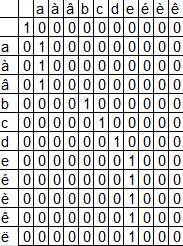 a à â b c d e é è ê
1 0 0 0 0 0 0 0 0 0 0
a 0 1 0 0 0 0 0 0 0 0 0
à 0 1 0 0 0 0 0 0 0 0 0
â 0 1 0 0 0 0 0 0 0 0 0
b 0 0 0 0 1 0 0 0 0 0 0
c 0 0 0 0 0 1 0 0 0 0 0
d 0 0 0 0 0 0 1 0 0 0 0
e 0 0 0 0 0 0 0 1 0 0 0
é 0 0 0 0 0 0 0 1 0 0 0
è 0 0 0 0 0 0 0 1 0 0 0
ê 0 0 0 0 0 0 0 1 0 0 0
ë 0 0 0 0 0 0 0 1 0 0 0